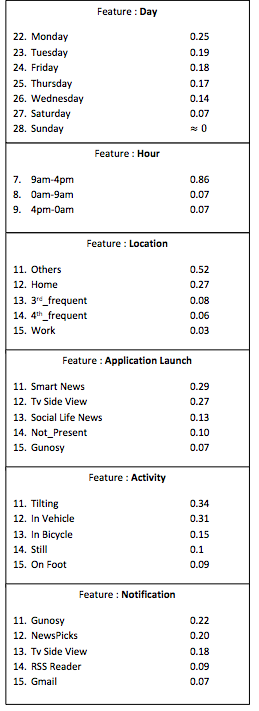 Feature : Day
22. Monday 0.25
23. Tuesday 0.19
24. Friday 0.18
25. Thursday 0.17
26. Wednesday 0.14
27. Saturday 0.07
28. Sunday ≈ 0
Feature : Hour
7. 9am-4pm 0.86
8. 0am-9am 0.07
9. 4pm-0am 0.07
Feature : Location
11. Others 0.52
12. Home 0.27
13. 3rd_frequent 0.08
14. 4th_frequent 0.06
15. Work 0.03
Feature : Application Launch
11. Smart News 0.29
12. Tv Side View 0.27
13. Social Life News 0.13
14. Not_Present 0.10
15. Gunosy 0.07
Feature : Activity
11. Tilting 0.34
12. In Vehicle 0.31
13. In Bicycle 0.15
14. Still 0.1
15. On Foot 0.09
Feature : Notification
11. Gunosy 0.22
12. NewsPicks 0.20
13. Tv Side View 0.18
14. RSS Reader 0.09
15. Gmail 0.07